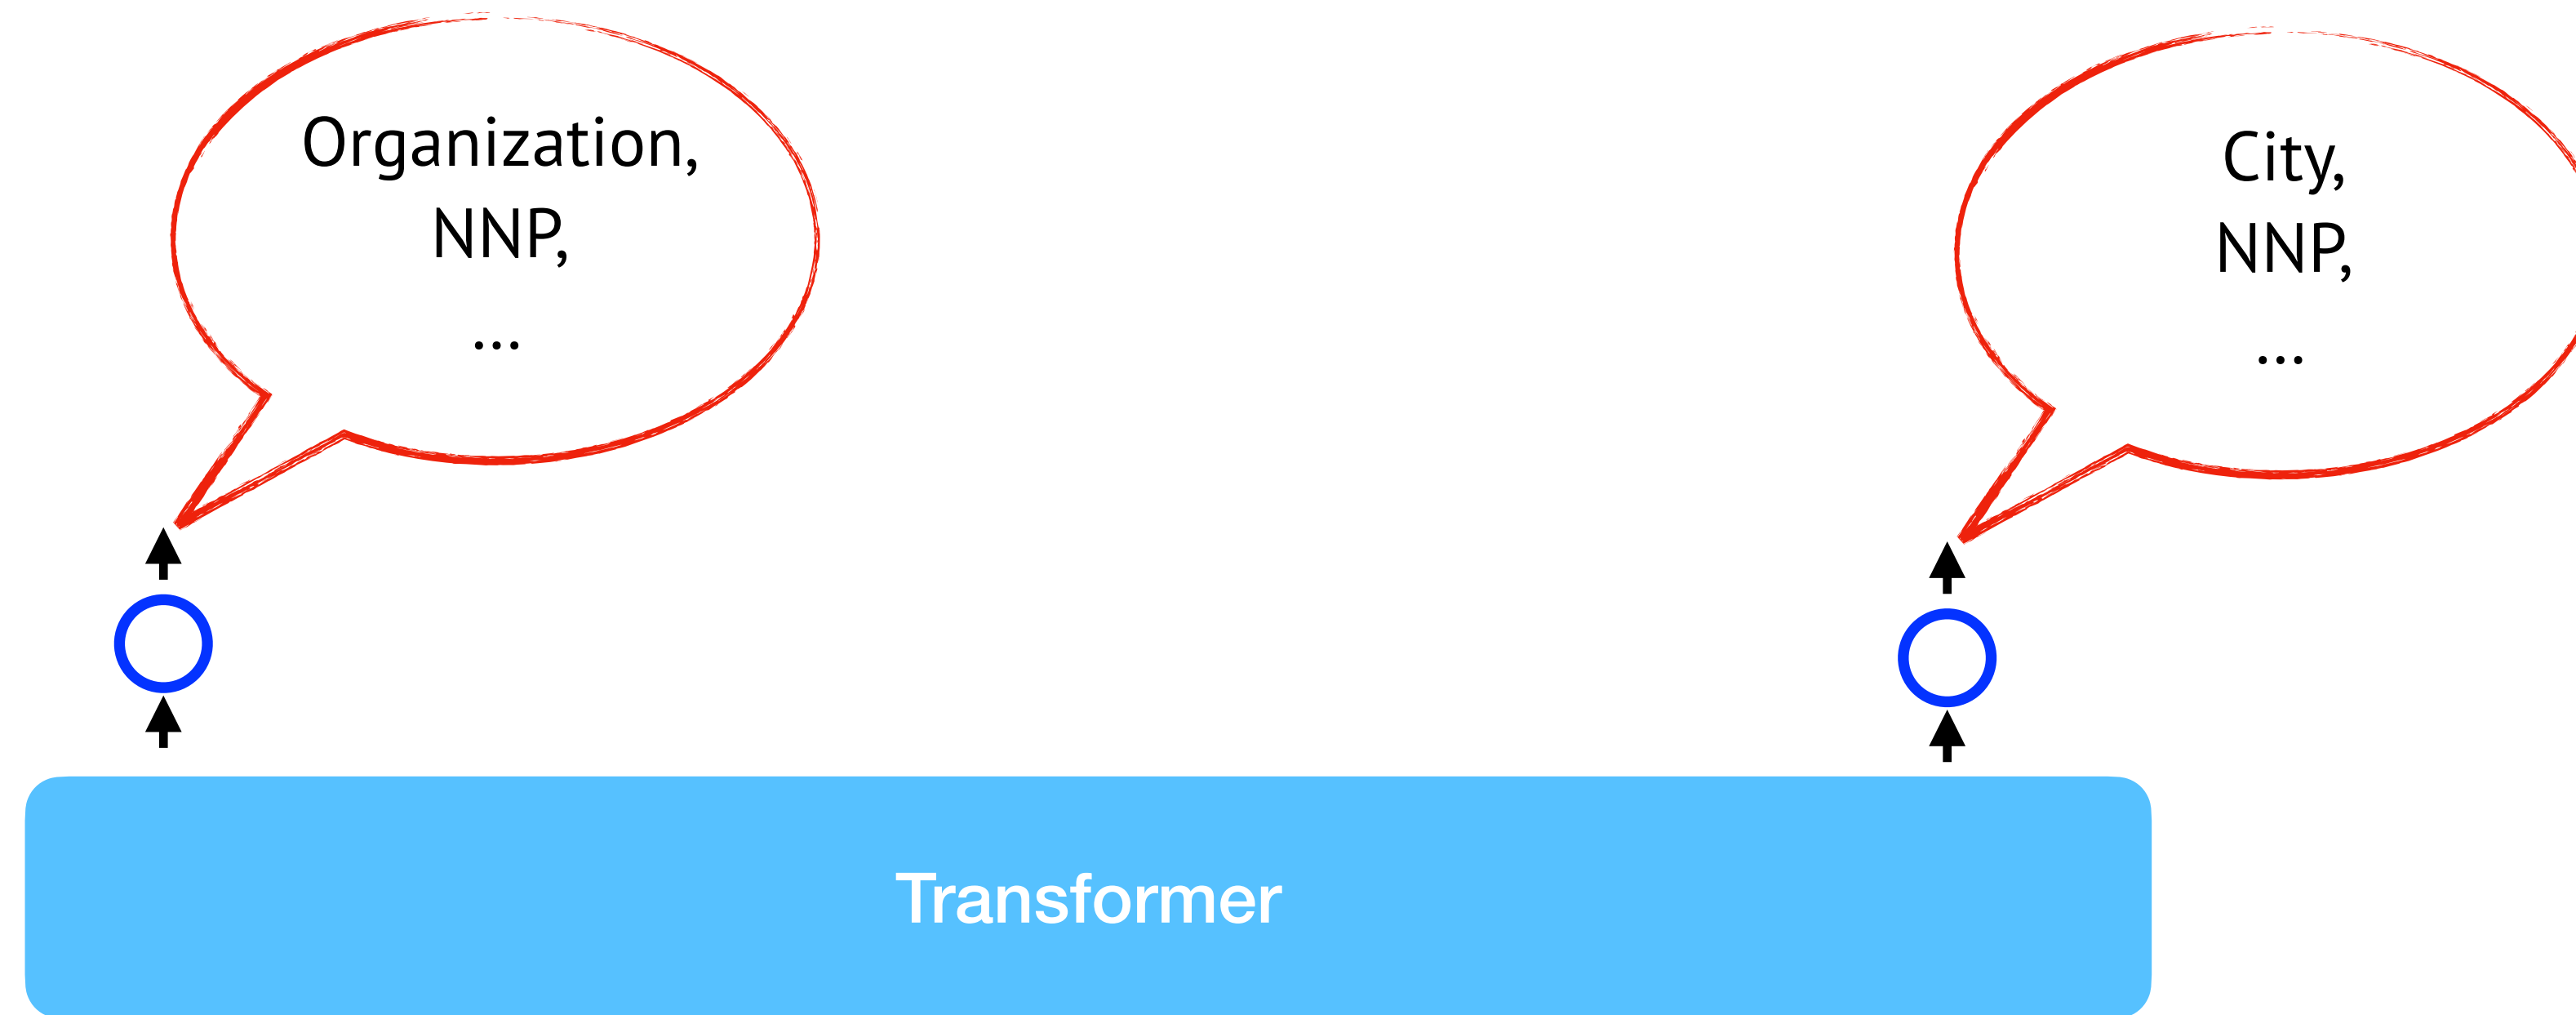 Organization,
NNP,
...
City,
NNP,
...
Transformer